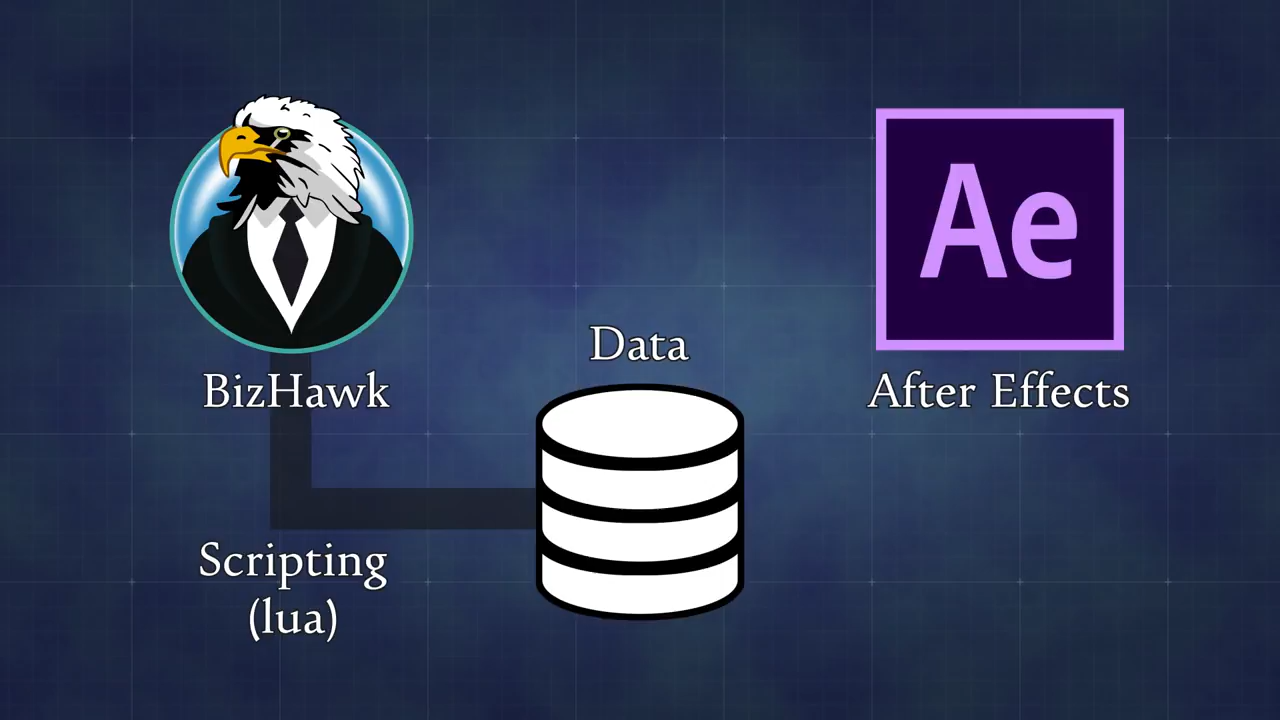 Ae
Data
BizHawk
After Effects
Scripting
(lua)